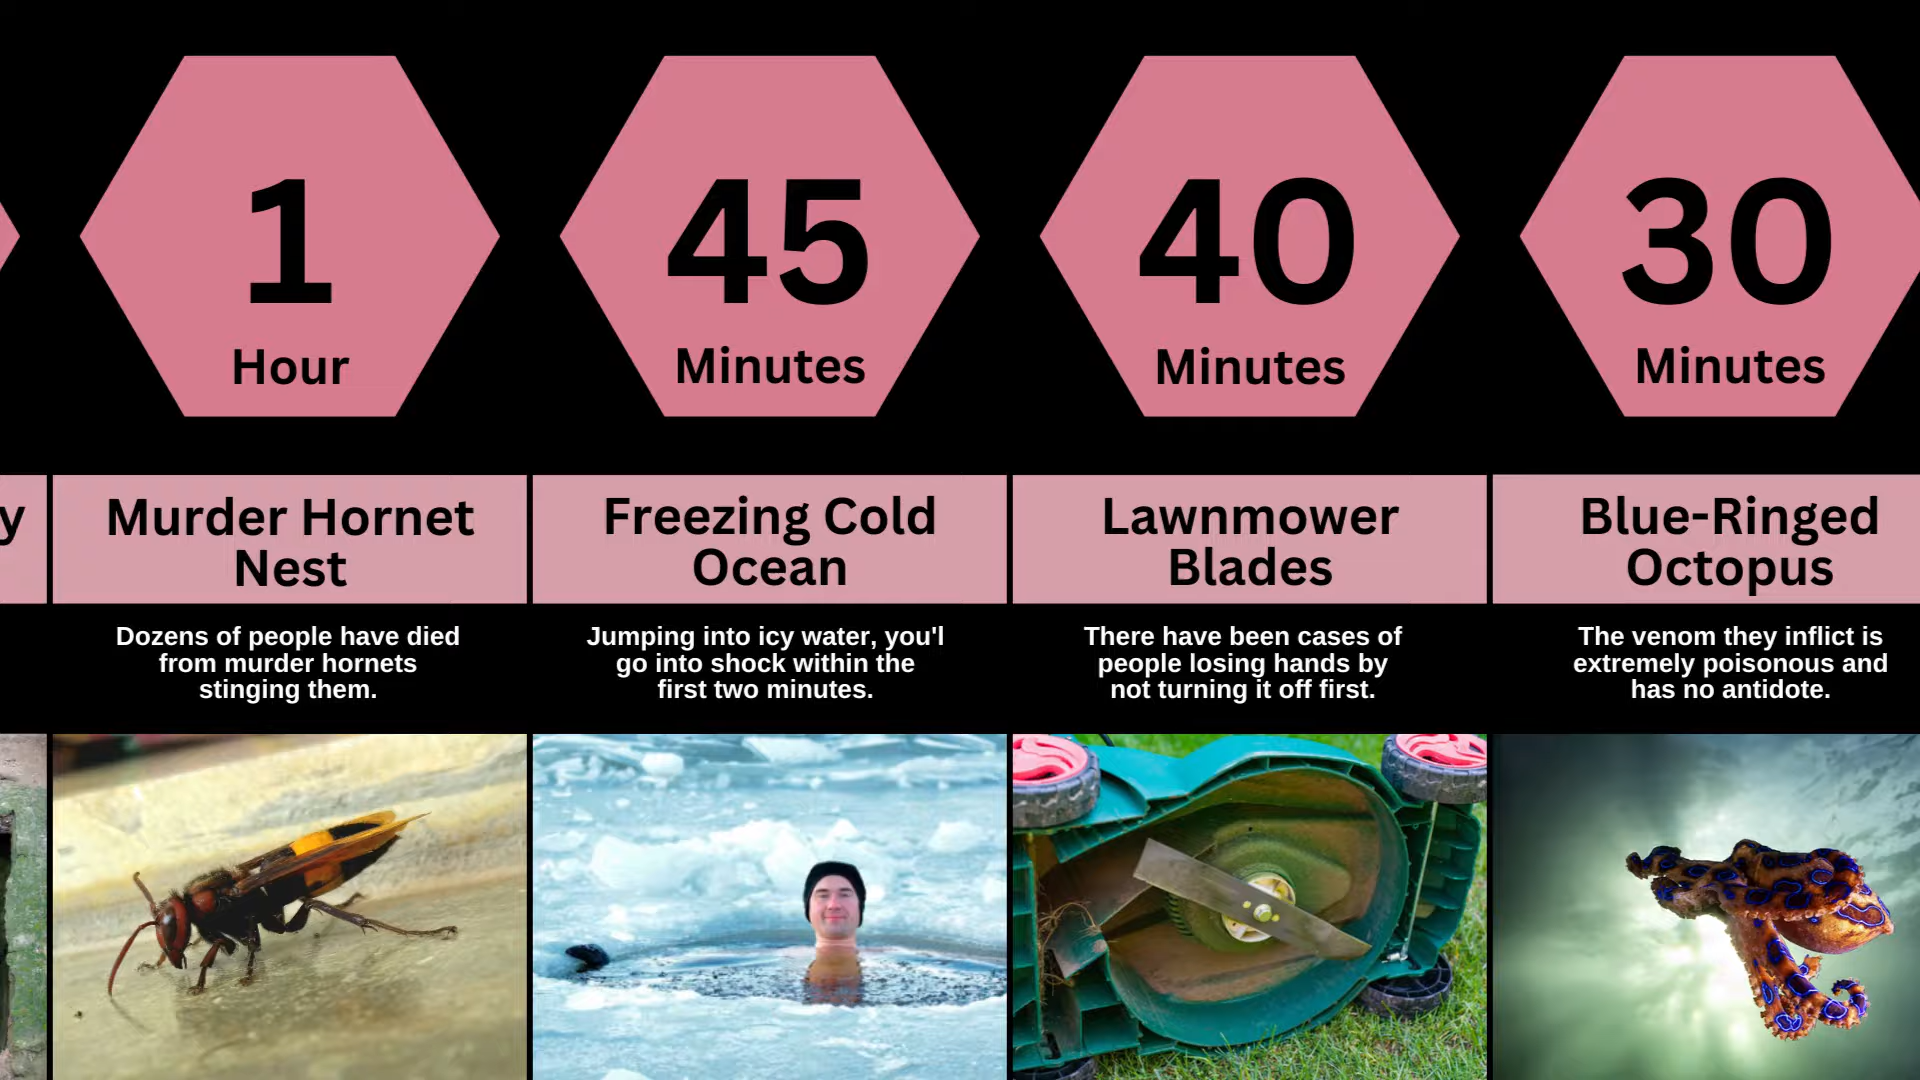 1
Hour
45
Minutes
40
Minutes
30
Minutes
y
Murder Hornet
Nest
Freezing Cold
Ocean
Lawnmower
Blades
Blue-Ringed
Octopus
Dozens of people have died
from murder hornets
stinging them.
Jumping into icy water, you'll
go into shock within the
first two minutes.
There have been cases of
people losing hands by
not turning it off first.
The venom they inflict is
extremely poisonous and
has no antidote.